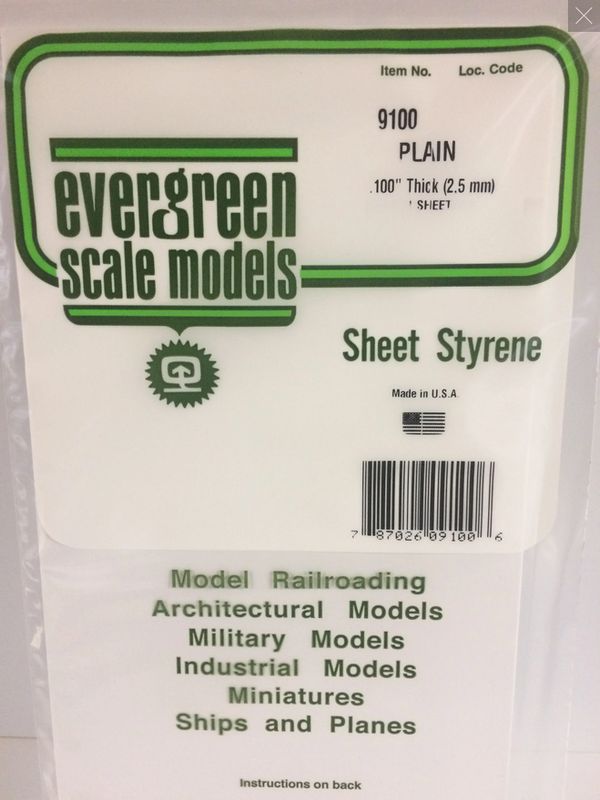 Item No. Loc. Code
9100
PLAIN
.100" Thick (2.5 mm)
1 SHEET
evergreen
scale models
Sheet Styrene
Made in U.S.A.
7 87026 09100 6
Model Railroading
Architectural Models
Military Models
Industrial Models
Miniatures
Ships and Planes
Instructions on back